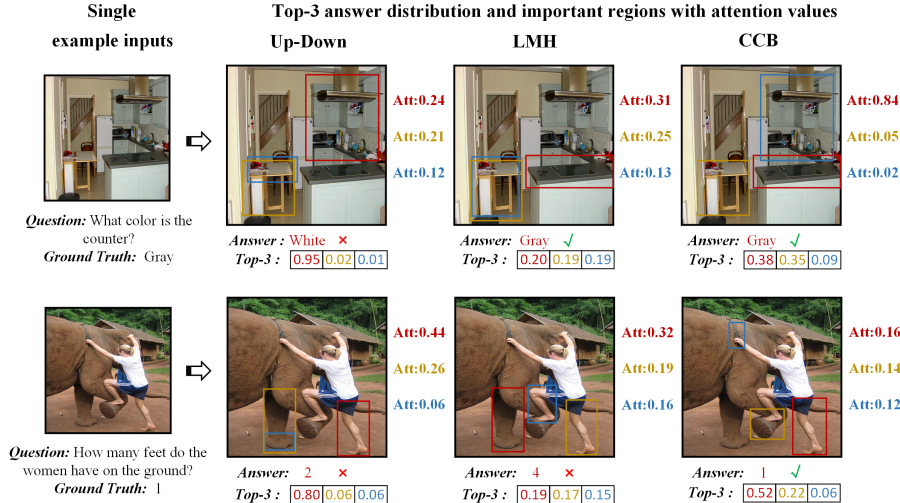 Single
example inputs
Top-3 answer distribution and important regions with attention values
Up-Down
LMH
CCB
Att:0.24
Att:0.21
Att:0.12
Att:0.31
Att:0.25
Att:0.13
Att:0.84
Att:0.05
Att:0.02
Question: What color is the
counter?
Ground Truth: Gray
Answer : White ×
Top-3 : 0.95 0.02 0.01
Answer: Gray √
Top-3 : 0.20 0.19 0.19
Answer: Gray √
Top-3 : 0.38 0.35 0.09
Att:0.44
Att:0.26
Att:0.06
Att:0.32
Att:0.19
Att:0.16
Att:0.16
Att:0.14
Att:0.12
Question: How many feet do the
women have on the ground?
Ground Truth: 1
Answer: 2 ×
Top-3 : 0.80 0.06 0.06
Answer: 4 ×
Top-3 : 0.19 0.17 0.15
Answer: 1 √
Top-3 : 0.52 0.22 0.06